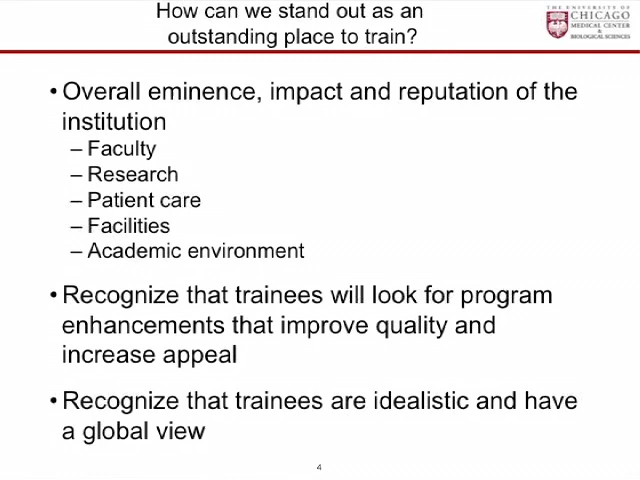 How can we stand out as an
outstanding place to train?
THE UNIVERSITY OF
CHICAGO
MEDICAL CENTER
&
BIOLOGICAL SCIENCES
• Overall eminence, impact and reputation of the
institution
– Faculty
– Research
– Patient care
– Facilities
– Academic environment
• Recognize that trainees will look for program
enhancements that improve quality and
increase appeal
• Recognize that trainees are idealistic and have
a global view
4